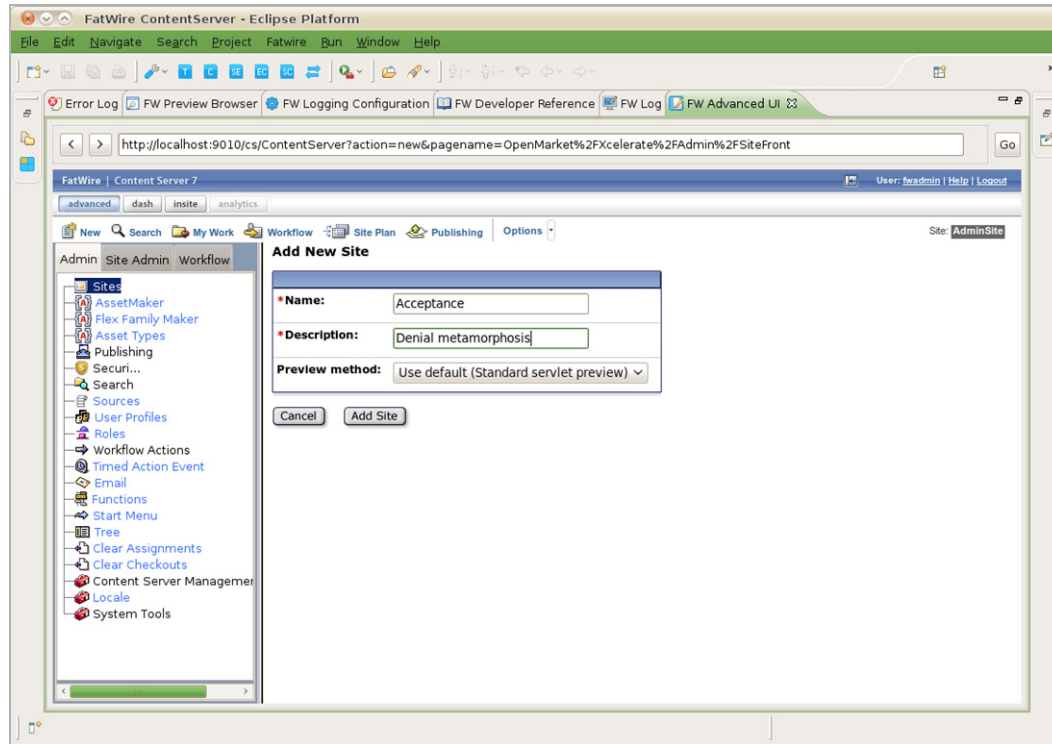 FatWire ContentServer - Eclipse Platform
File Edit Navigate Search Project Fatwire Run Window Help
T C SE EC SC
Error Log FW Preview Browser FW Logging Configuration FW Developer Reference FW Log FW Advanced UI
http://localhost:9010/cs/ContentServer?action=new&pagename=OpenMarket%2FXcelerate%2FAdmin%2FSiteFront Go
FatWire | Content Server 7 User: fwadmin | Help | Logout
advanced dash insite analytics
New Search My Work Workflow Site Plan Publishing Options Site: AdminSite
Admin Site Admin Workflow
Sites
AssetMaker
Flex Family Maker
Asset Types
Publishing
Securi...
Search
Sources
User Profiles
Roles
Workflow Actions
Timed Action Event
Email
Functions
Start Menu
Tree
Clear Assignments
Clear Checkouts
Content Server Managemer
Locale
System Tools
Add New Site
*Name: Acceptance
*Description: Denial metamorphosis
Preview method: Use default (Standard servlet preview)
Cancel Add Site